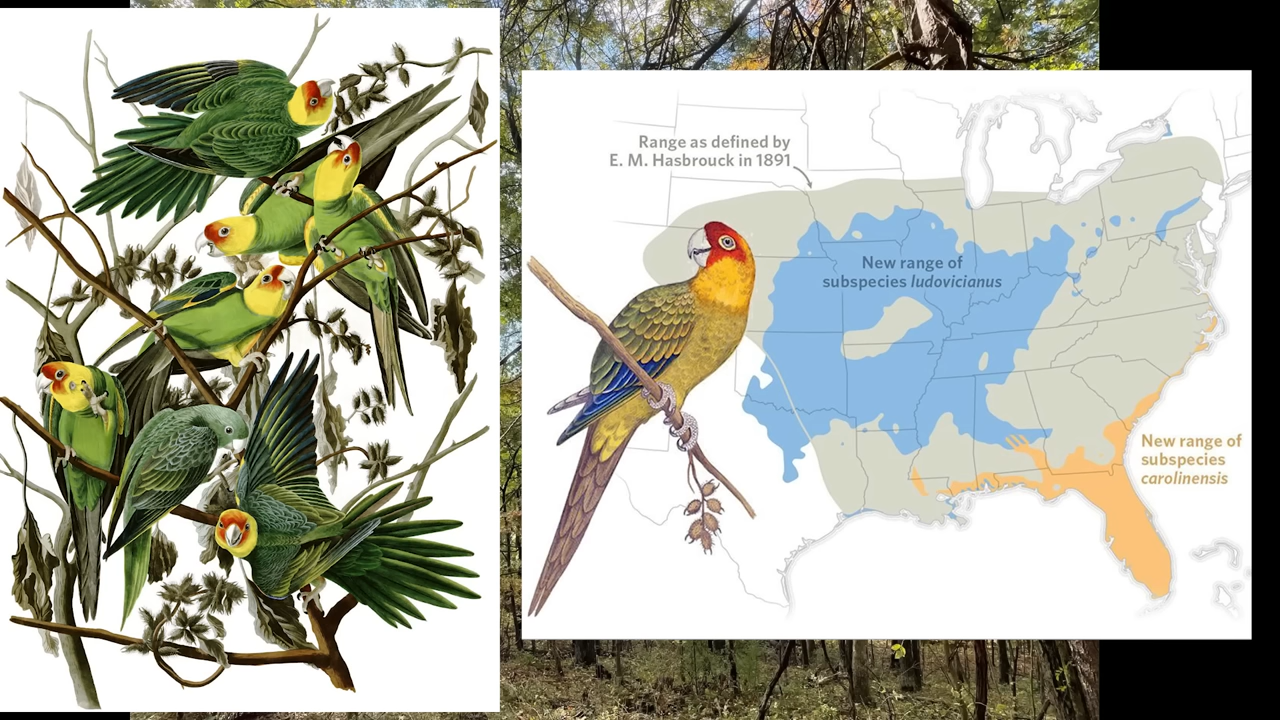 Range as defined by
E. M. Hasbrouck in 1891
New range of
subspecies ludovicianus
New range of
subspecies
carolinensis